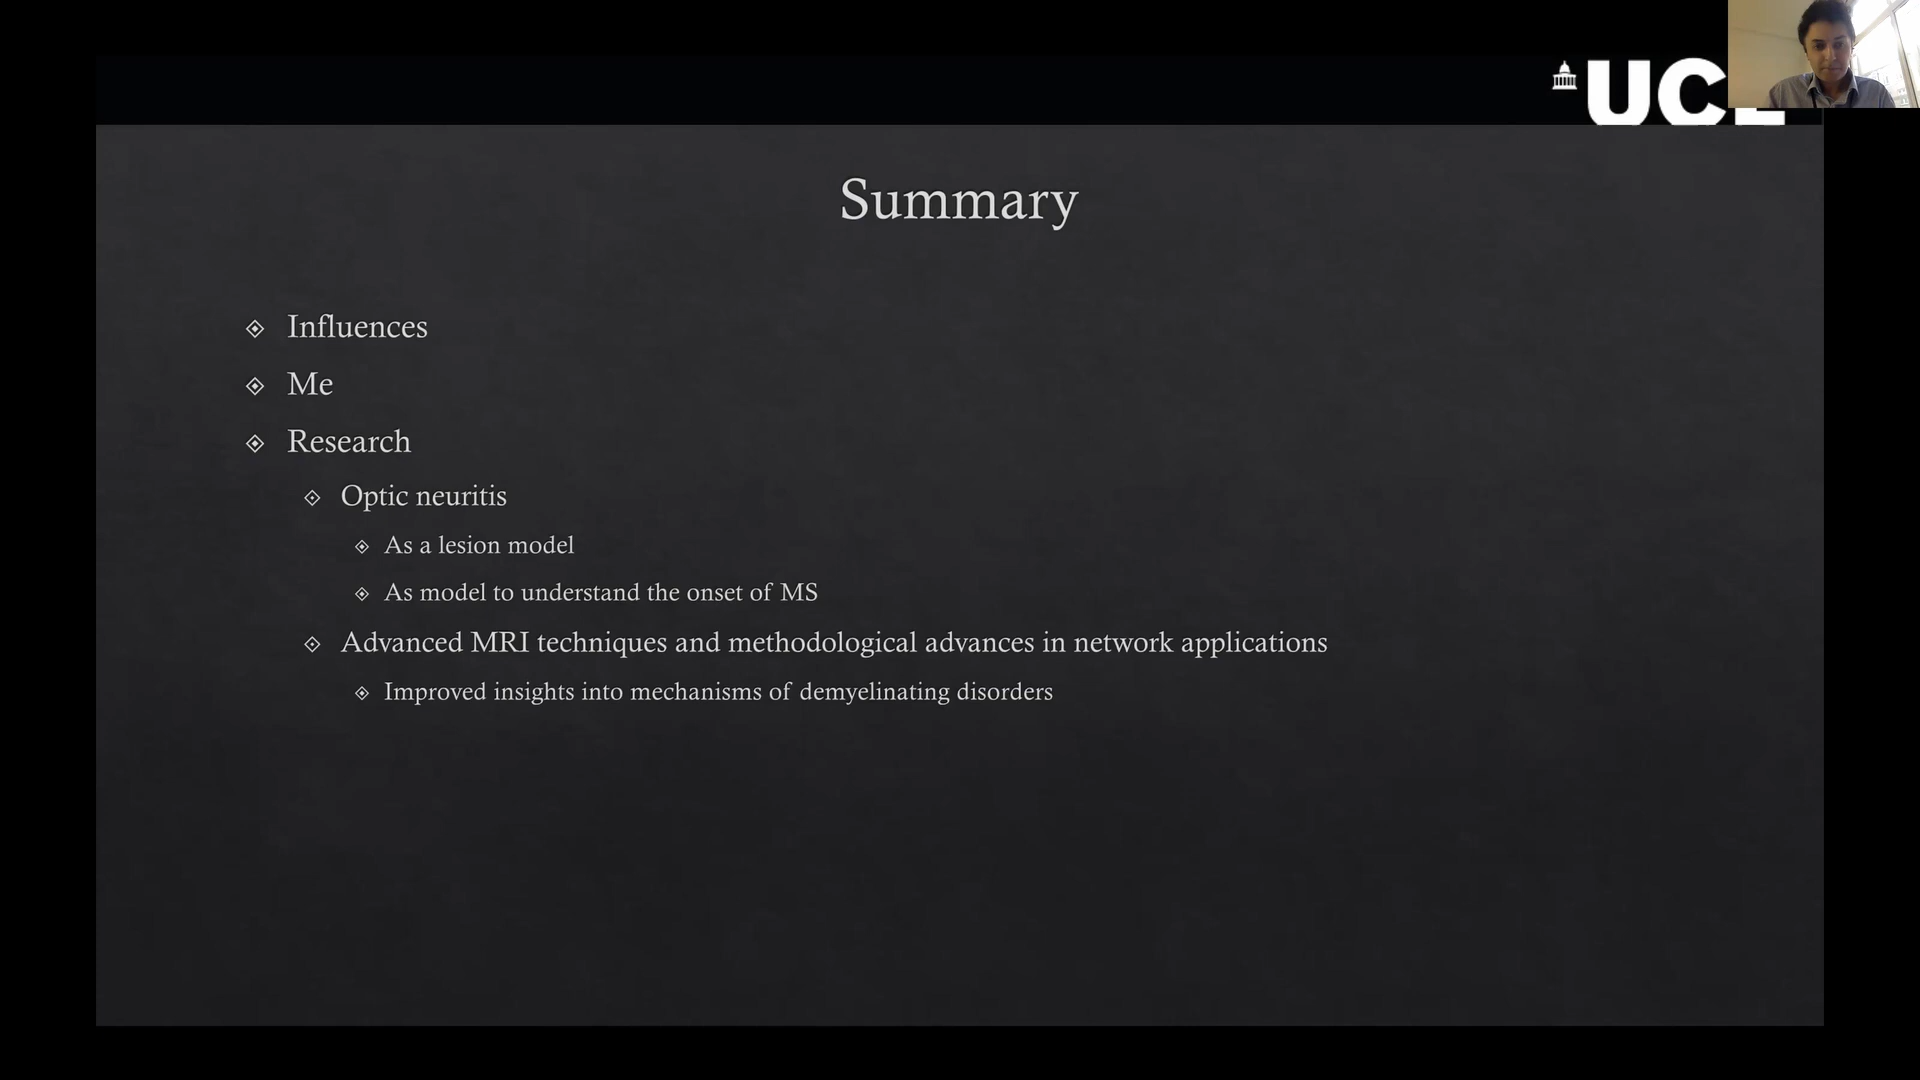 UCL
Summary
Influences
Me
Research
Optic neuritis
As a lesion model
As model to understand the onset of MS
Advanced MRI techniques and methodological advances in network applications
Improved insights into mechanisms of demyelinating disorders